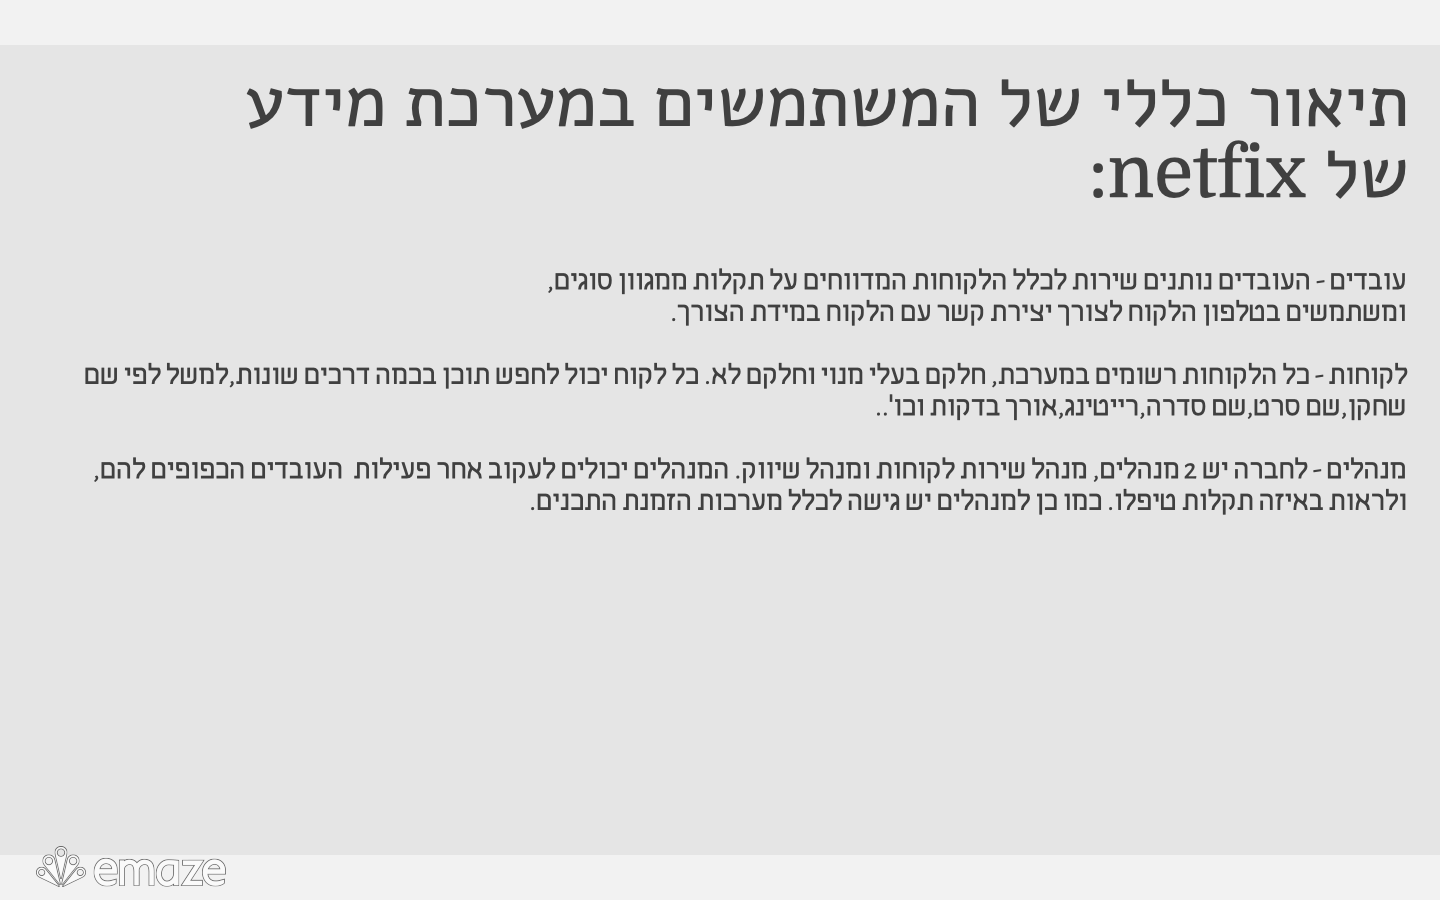 תיאור כללי של המשתמשים במערכת מידע
של netfix:
עובדים - העובדים נותנים שירות לכלל הלקוחות המדווחים על תקלות ממגוון סוגים,
ומשתמשים בטלפון הלקוח לצורך יצירת קשר עם הלקוח במידת הצורך.
לקוחות - כל הלקוחות רשומים במערכת, חלקם בעלי מנוי וחלקם לא. כל לקוח יכול לחפש תוכן בכמה דרכים שונות,למשל לפי שם
שחקן,שם סרט,שם סדרה,רייטינג,אורך בדקות וכו'..
מנהלים - לחברה יש 2 מנהלים, מנהל שירות לקוחות ומנהל שיווק. המנהלים יכולים לעקוב אחר פעילות  העובדים הכפופים להם,
ולראות באיזה תקלות טיפלו. כמו כן למנהלים יש גישה לכלל מערכות הזמנת התכנים.
emaze